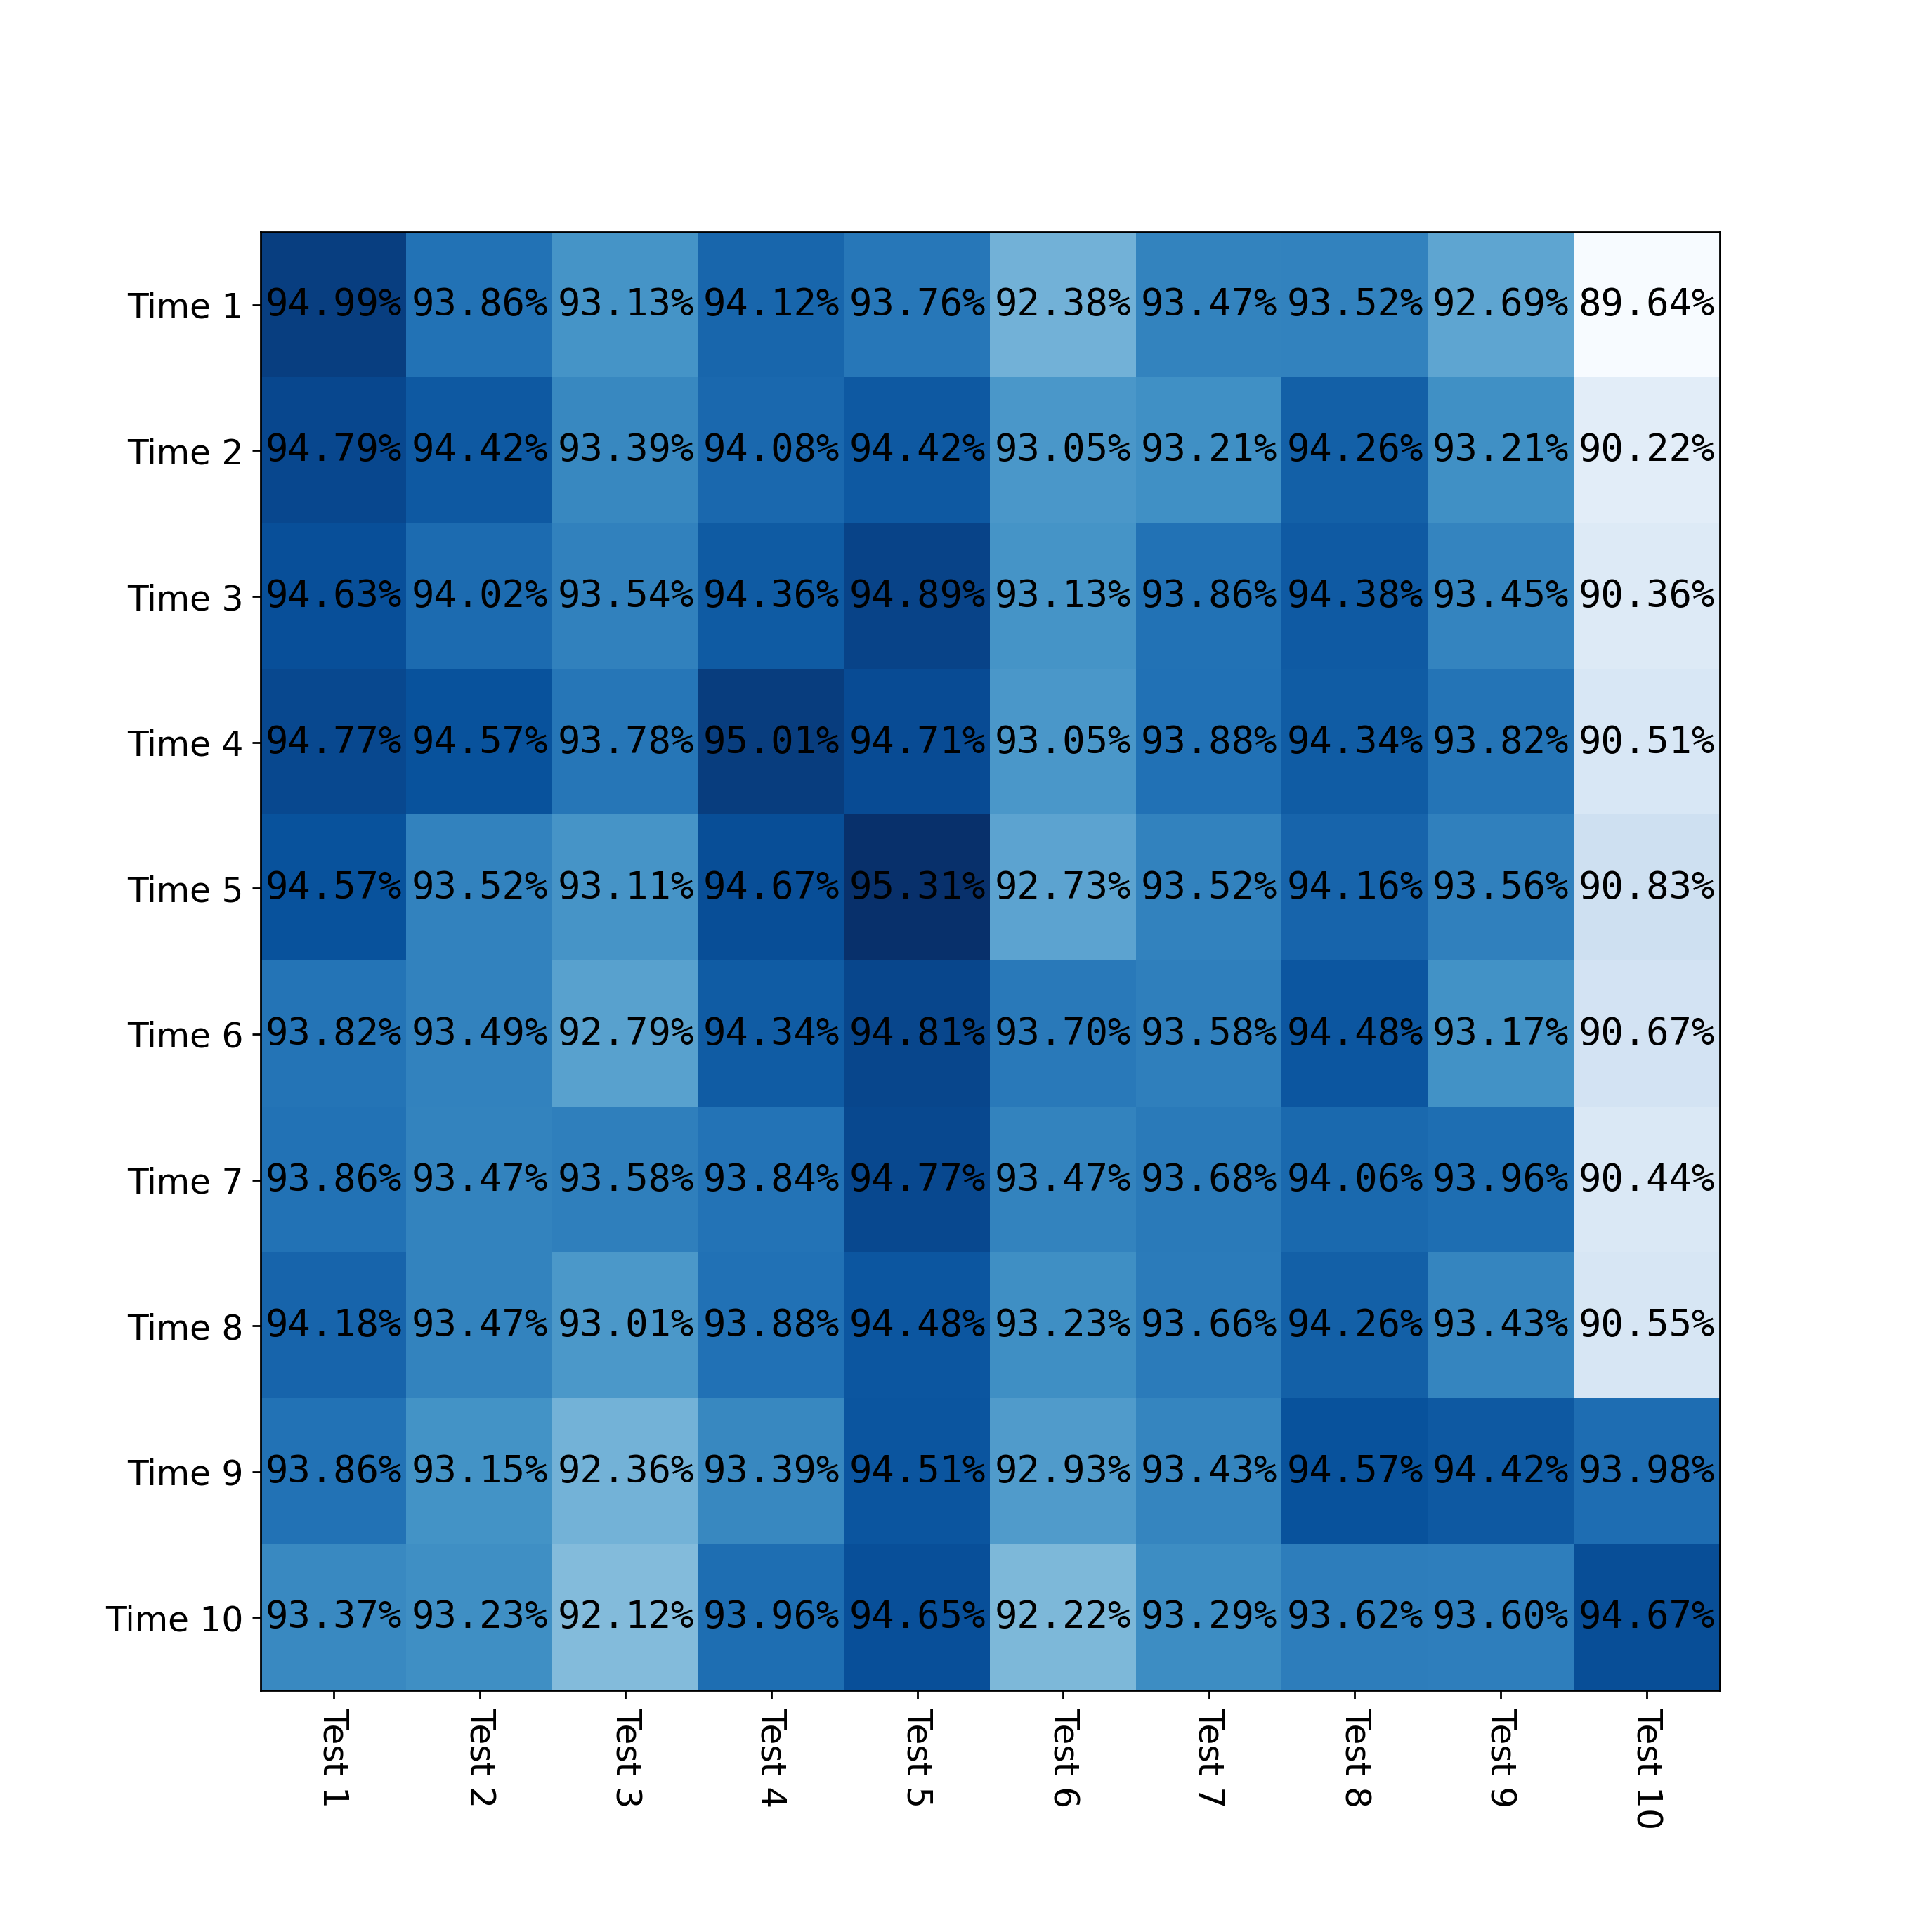 Time 1 94.99% 93.86% 93.13% 94.12% 93.76% 92.38% 93.47% 93.52% 92.69% 89.64%
Time 2 94.79% 94.42% 93.39% 94.08% 94.42% 93.05% 93.21% 94.26% 93.21% 90.22%
Time 3 94.63% 94.02% 93.54% 94.36% 94.89% 93.13% 93.86% 94.38% 93.45% 90.36%
Time 4 94.77% 94.57% 93.78% 95.01% 94.71% 93.05% 93.88% 94.34% 93.82% 90.51%
Time 5 94.57% 93.52% 93.11% 94.67% 95.31% 92.73% 93.52% 94.16% 93.56% 90.83%
Time 6 93.82% 93.49% 92.79% 94.34% 94.81% 93.70% 93.58% 94.48% 93.17% 90.67%
Time 7 93.86% 93.47% 93.58% 93.84% 94.77% 93.47% 93.68% 94.06% 93.96% 90.44%
Time 8 94.18% 93.47% 93.01% 93.88% 94.48% 93.23% 93.66% 94.26% 93.43% 90.55%
Time 9 93.86% 93.15% 92.36% 93.39% 94.51% 92.93% 93.43% 94.57% 94.42% 93.98%
Time 10 93.37% 93.23% 92.12% 93.96% 94.65% 92.22% 93.29% 93.62% 93.60% 94.67%
Test 1
Test 2
Test 3
Test 4
Test 5
Test 6
Test 7
Test 8
Test 9
Test 10